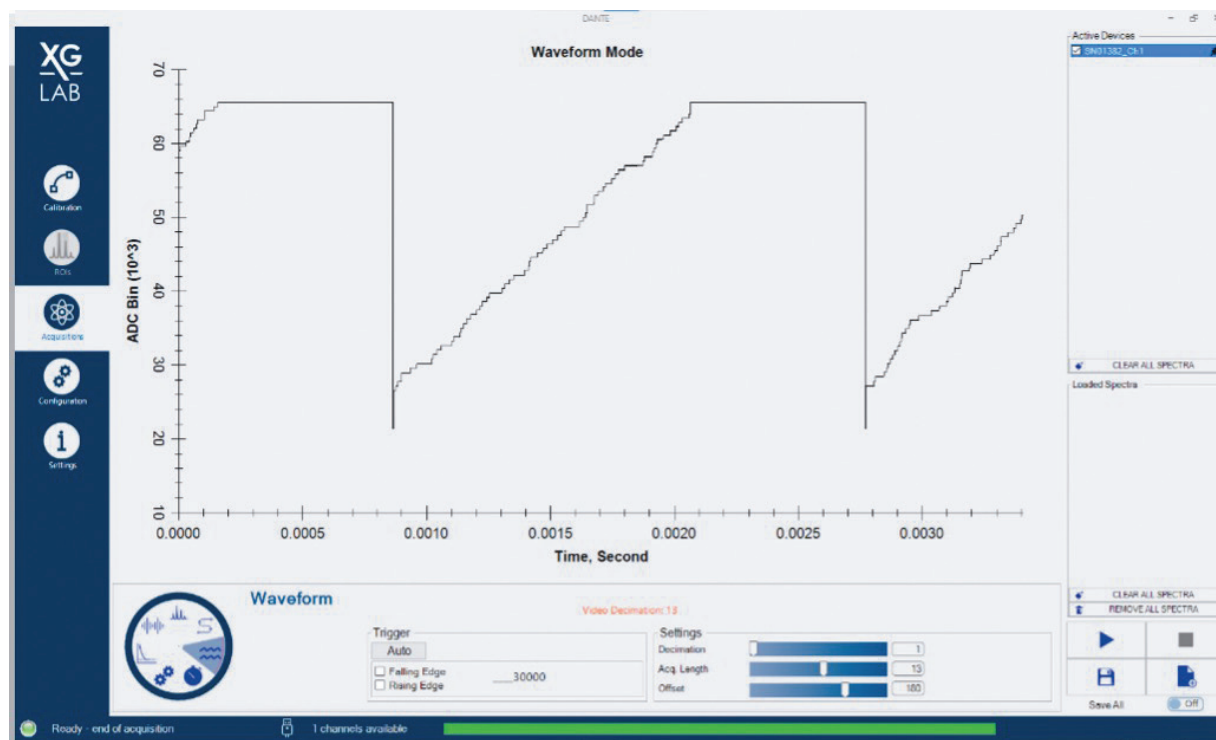 DANTE
XG
LAB
Calibration
ROIs
Acquisitions
Configuration
Settings
Waveform Mode
70
60
50
40
30
20
10
ADC Bin (10^3)
0.0000 0.0005 0.0010 0.0015 0.0020 0.0025 0.0030
Time, Second
Active Devices
SN01382_Ch1
CLEAR ALL SPECTRA
Loaded Spectra
CLEAR ALL SPECTRA
REMOVE ALL SPECTRA
Save All
Off
Waveform
Video Decimation:13
Trigger
Auto
Falling Edge
Rising Edge
___30000
Settings
Decimation 1
Acq. Length 13
Offset 180
Ready - end of acquisition
1 channels available